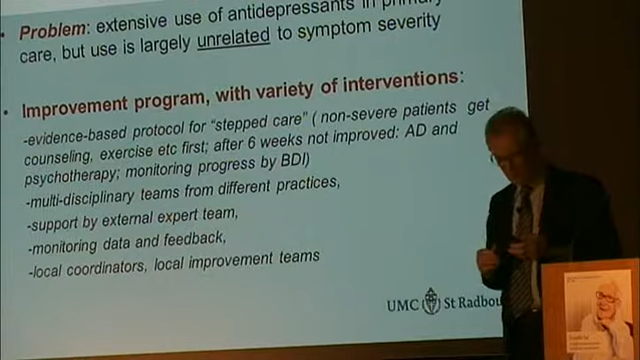 • Problem: extensive use of antidepressants in primary
care, but use is largely unrelated to symptom severity
• Improvement program, with variety of interventions:
-evidence-based protocol for “stepped care” ( non-severe patients get
counseling, exercise etc first; after 6 weeks not improved: AD and
psychotherapy; monitoring progress by BDI)
-multi-disciplinary teams from different practices,
-support by external expert team,
-monitoring data and feedback,
-local coordinators, local improvement teams
UMC St Radbou